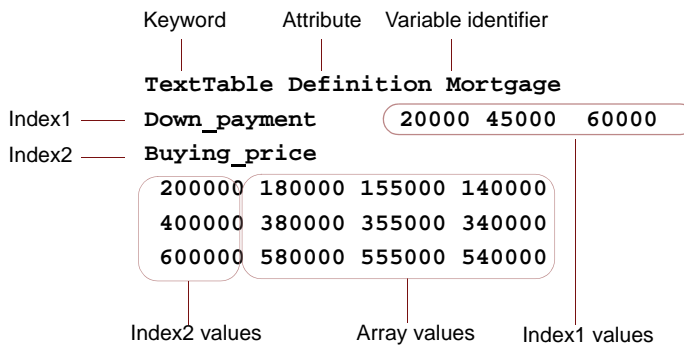 Keyword Attribute Variable identifier
TextTable Definition Mortgage
Index1 Down_payment 20000 45000 60000
Index2 Buying_price
200000 180000 155000 140000
400000 380000 355000 340000
600000 580000 555000 540000
Index2 values Array values Index1 values